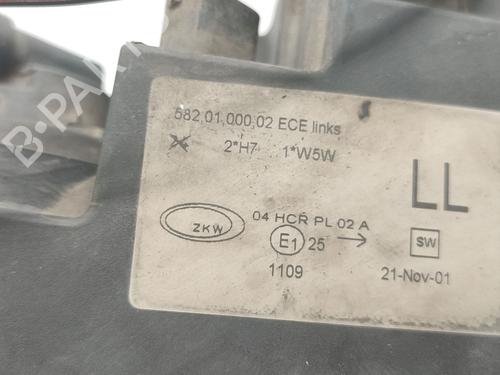 582.01.000.02 ECE links
2*H7 1*W5W
LL
ZKW
04 HCR PL 02 A
E1 25 →
SW
1109
21-Nov-01
B-PARTS